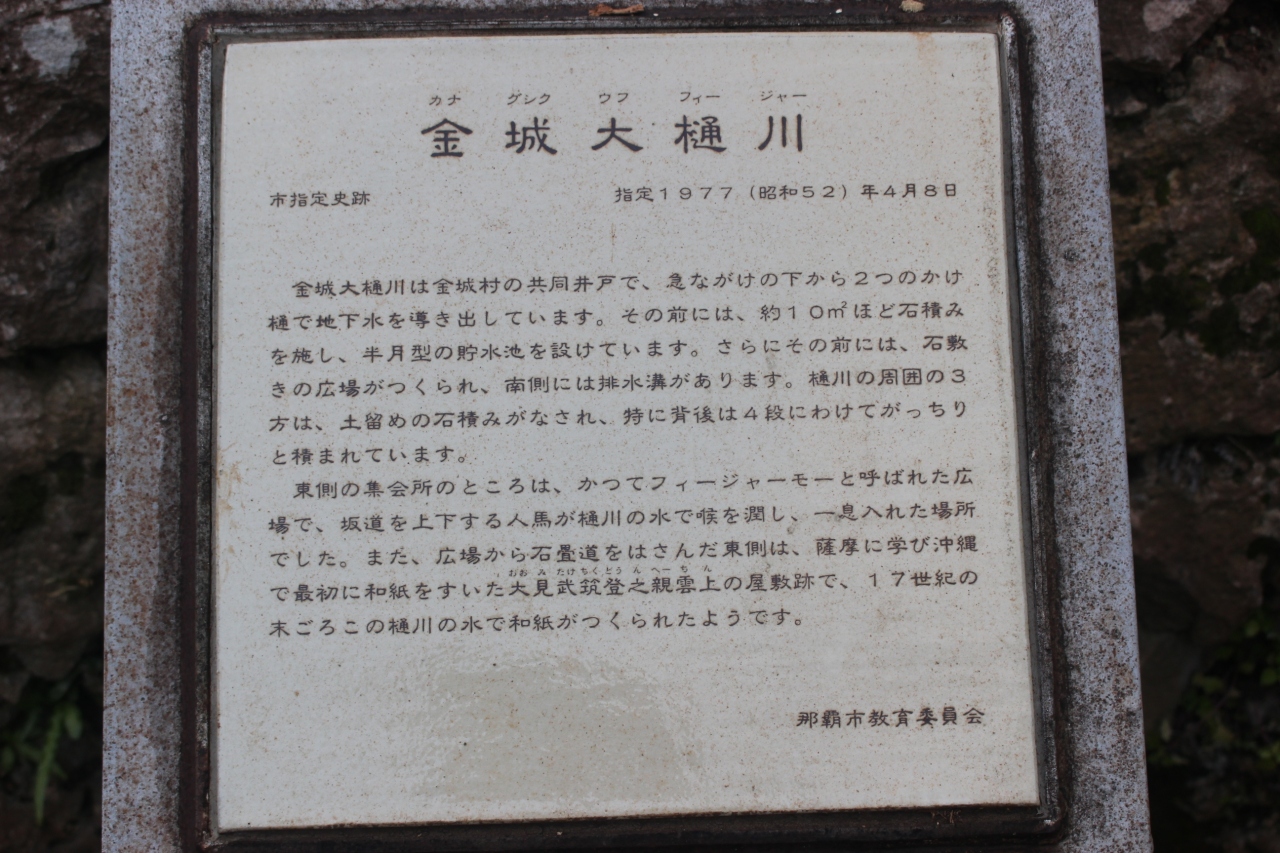 カナ グシク ウフ フィー ジャー
金城大樋川
市指定史跡 指定1977（昭和52）年4月8日
金城大樋川は金城村の共同井戸で、急ながけの下から2つのかけ
樋で地下水を導き出しています。その前には、約10㎡ほど石積み
を施し、半月型の貯水池を設けています。さらにその前には、石敷
きの広場がつくられ、南側には排水溝があります。樋川の周囲の3
方は、土留めの石積みがなされ、特に背後は4段にわけてがっちり
と積まれています。
東側の集会所のところは、かつてフィージャーモーと呼ばれた広
場で、坂道を上下する人馬が樋川の水で喉を潤し、一息入れた場所
でした。また、広場から石畳道をはさんだ東側は、薩摩に学び沖縄
おお み たけ ちく どぅ ん ペー ち ん
で最初に和紙をすいた大見武筑登之親雲上の屋敷跡で、17世紀の
末ごろこの樋川の水で和紙がつくられたようです。
那覇市教育委員会